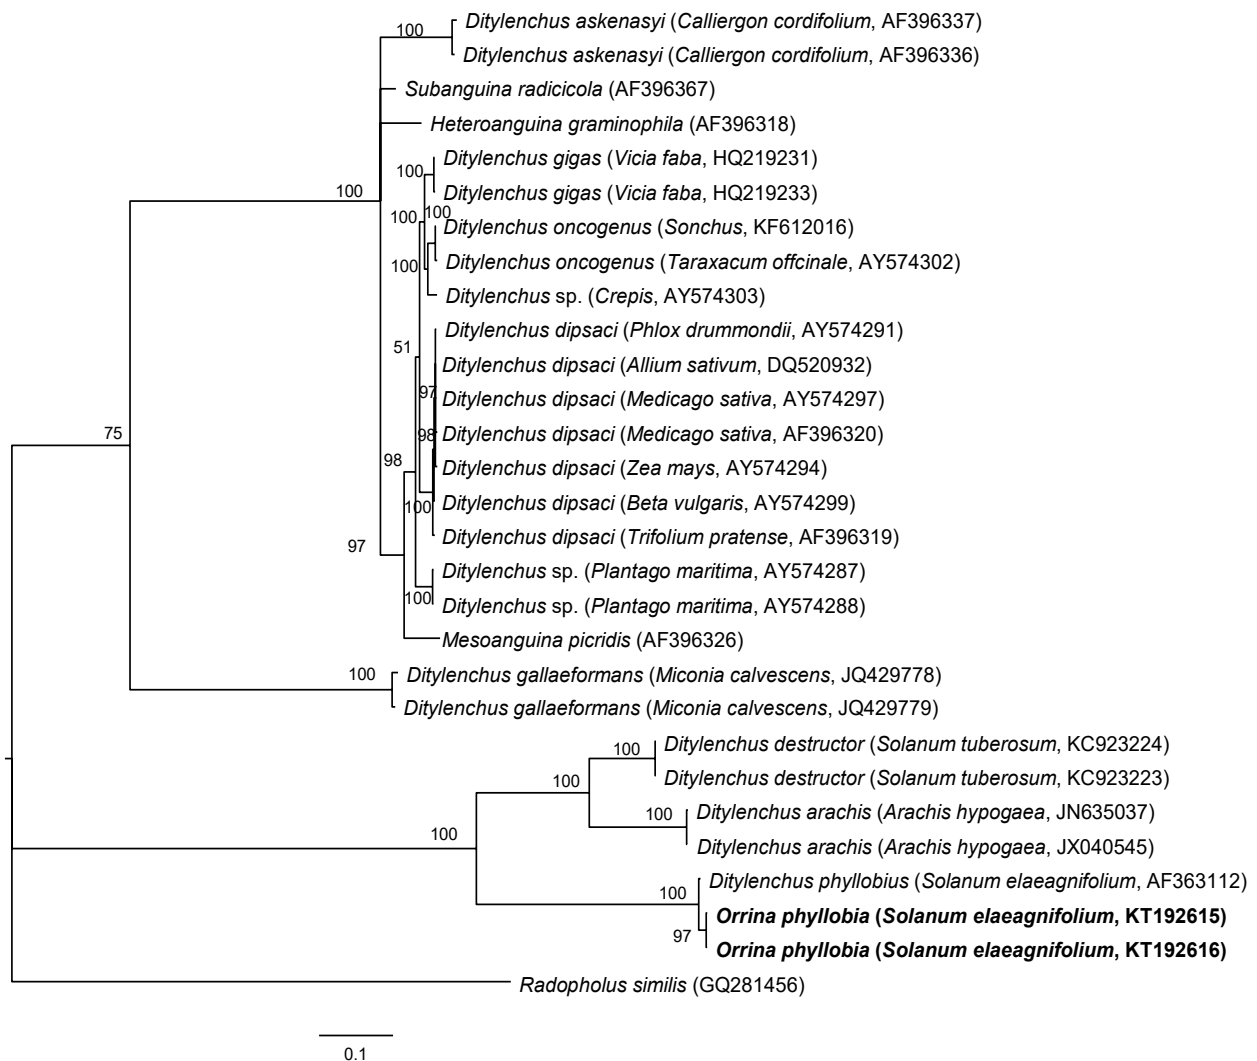 Ditylenchus askenasyi (Calliergon cordifolium, AF396337)
100
Ditylenchus askenasyi (Calliergon cordifolium, AF396336)
Subanguina radicicola (AF396367)
Heteroanguina graminophila (AF396318)
Ditylenchus gigas (Vicia faba, HQ219231)
100
100
Ditylenchus gigas (Vicia faba, HQ219233)
100
100
Ditylenchus oncogenus (Sonchus, KF612016)
Ditylenchus oncogenus (Taraxacum offcinale, AY574302)
100
Ditylenchus sp. (Crepis, AY574303)
Ditylenchus dipsaci (Phlox drummondii, AY574291)
51
Ditylenchus dipsaci (Allium sativum, DQ520932)
97
Ditylenchus dipsaci (Medicago sativa, AY574297)
75
98
Ditylenchus dipsaci (Medicago sativa, AF396320)
98
Ditylenchus dipsaci (Zea mays, AY574294)
100
Ditylenchus dipsaci (Beta vulgaris, AY574299)
97
Ditylenchus dipsaci (Trifolium pratense, AF396319)
Ditylenchus sp. (Plantago maritima, AY574287)
100
Ditylenchus sp. (Plantago maritima, AY574288)
Mesoanguina picridis (AF396326)
100
Ditylenchus gallaeformans (Miconia calvescens, JQ429778)
Ditylenchus gallaeformans (Miconia calvescens, JQ429779)
100
Ditylenchus destructor (Solanum tuberosum, KC923224)
100
Ditylenchus destructor (Solanum tuberosum, KC923223)
100
Ditylenchus arachis (Arachis hypogaea, JN635037)
100
Ditylenchus arachis (Arachis hypogaea, JX040545)
100
Ditylenchus phyllobius (Solanum elaeagnifolium, AF363112)
Orrina phyllobia (Solanum elaeagnifolium, KT192615)
97
Orrina phyllobia (Solanum elaeagnifolium, KT192616)
Radopholus similis (GQ281456)
0.1